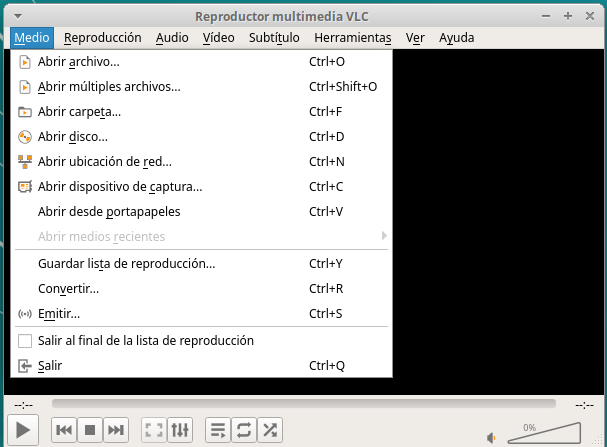 Reproductor multimedia VLC
Medio Reproducción Audio Vídeo Subtítulo Herramientas Ver Ayuda
Abrir archivo... Ctrl+O
Abrir múltiples archivos... Ctrl+Shift+O
Abrir carpeta... Ctrl+F
Abrir disco... Ctrl+D
Abrir ubicación de red... Ctrl+N
Abrir dispositivo de captura... Ctrl+C
Abrir desde portapapeles Ctrl+V
Abrir medios recientes
Guardar lista de reproducción... Ctrl+Y
Convertir... Ctrl+R
Emitir... Ctrl+S
Salir al final de la lista de reproducción
Salir Ctrl+Q
--:-- --:--
0%